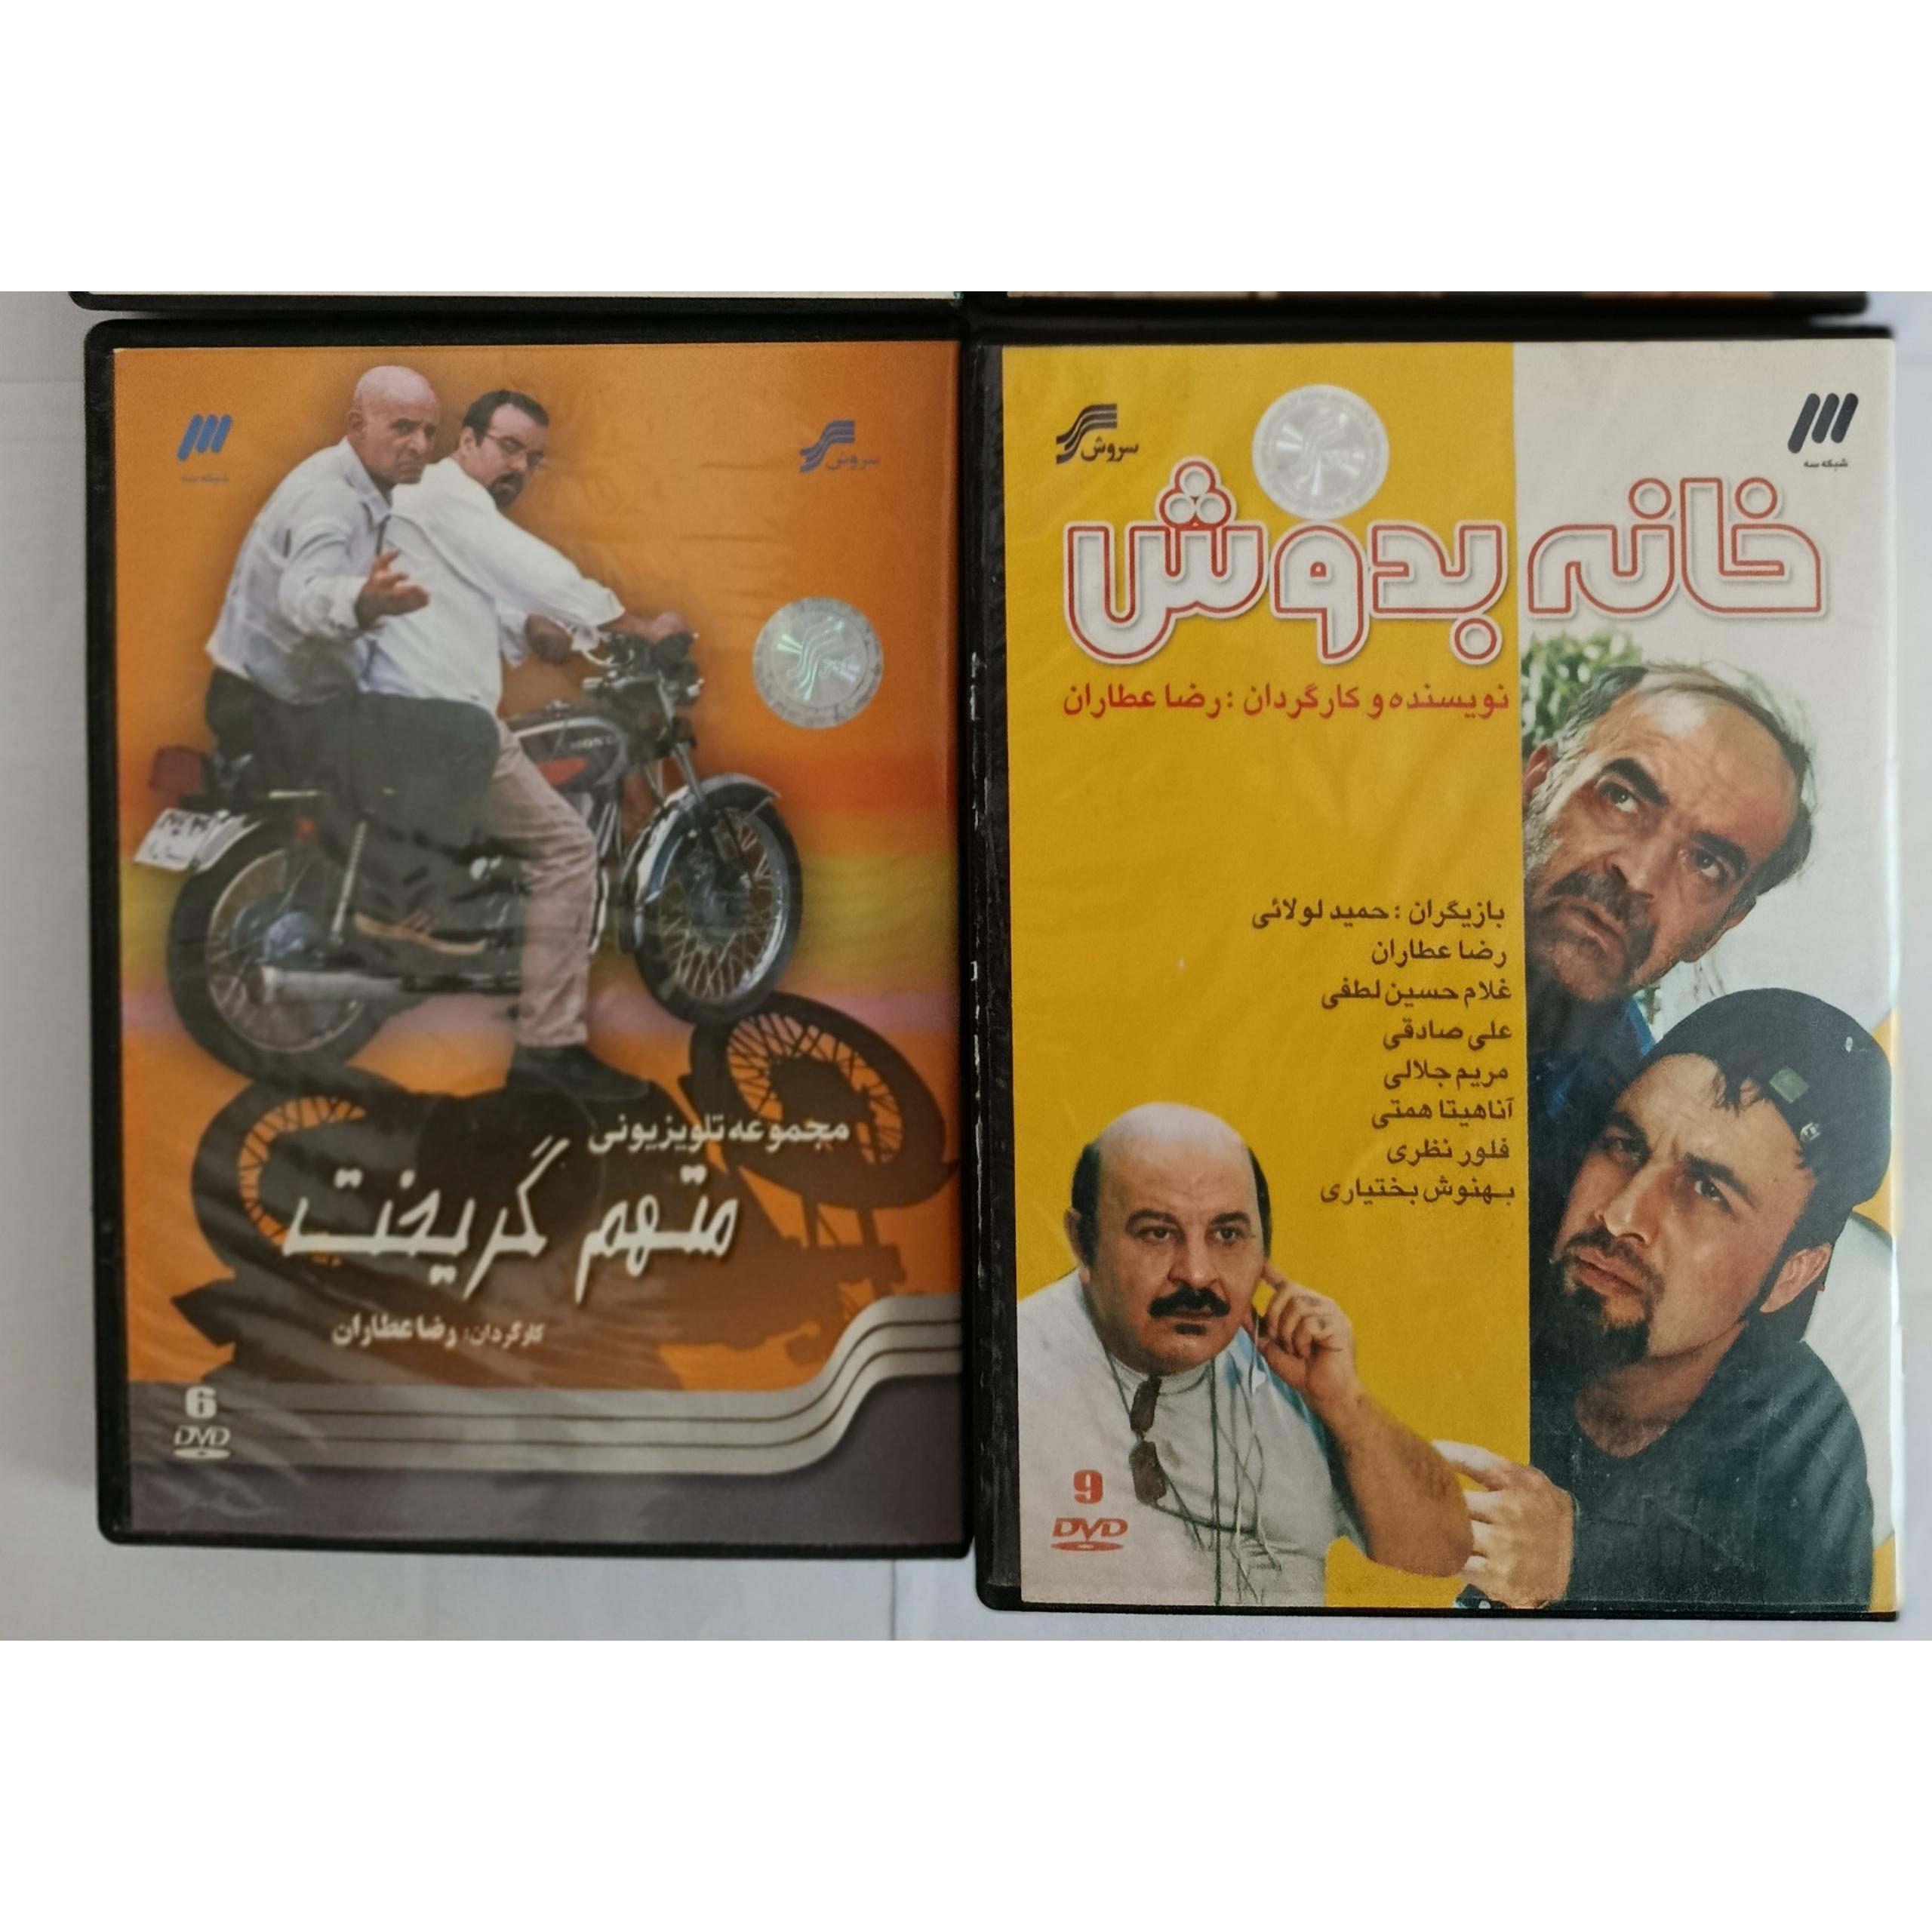 شبکه سه
سروش
مجموعه تلویزیونی
متهم گریخت
کارگردان: رضا عطاران
6
DVD
سروش
شبکه سه
خانه بدوش
نویسنده و کارگردان : رضا عطاران
بازیگران : حمید لولائی
رضا عطاران
غلام حسین لطفی
علی صادقی
مریم جلالی
آناهیتا همتی
فلور نظری
بهنوش بختیاری
9
DVD